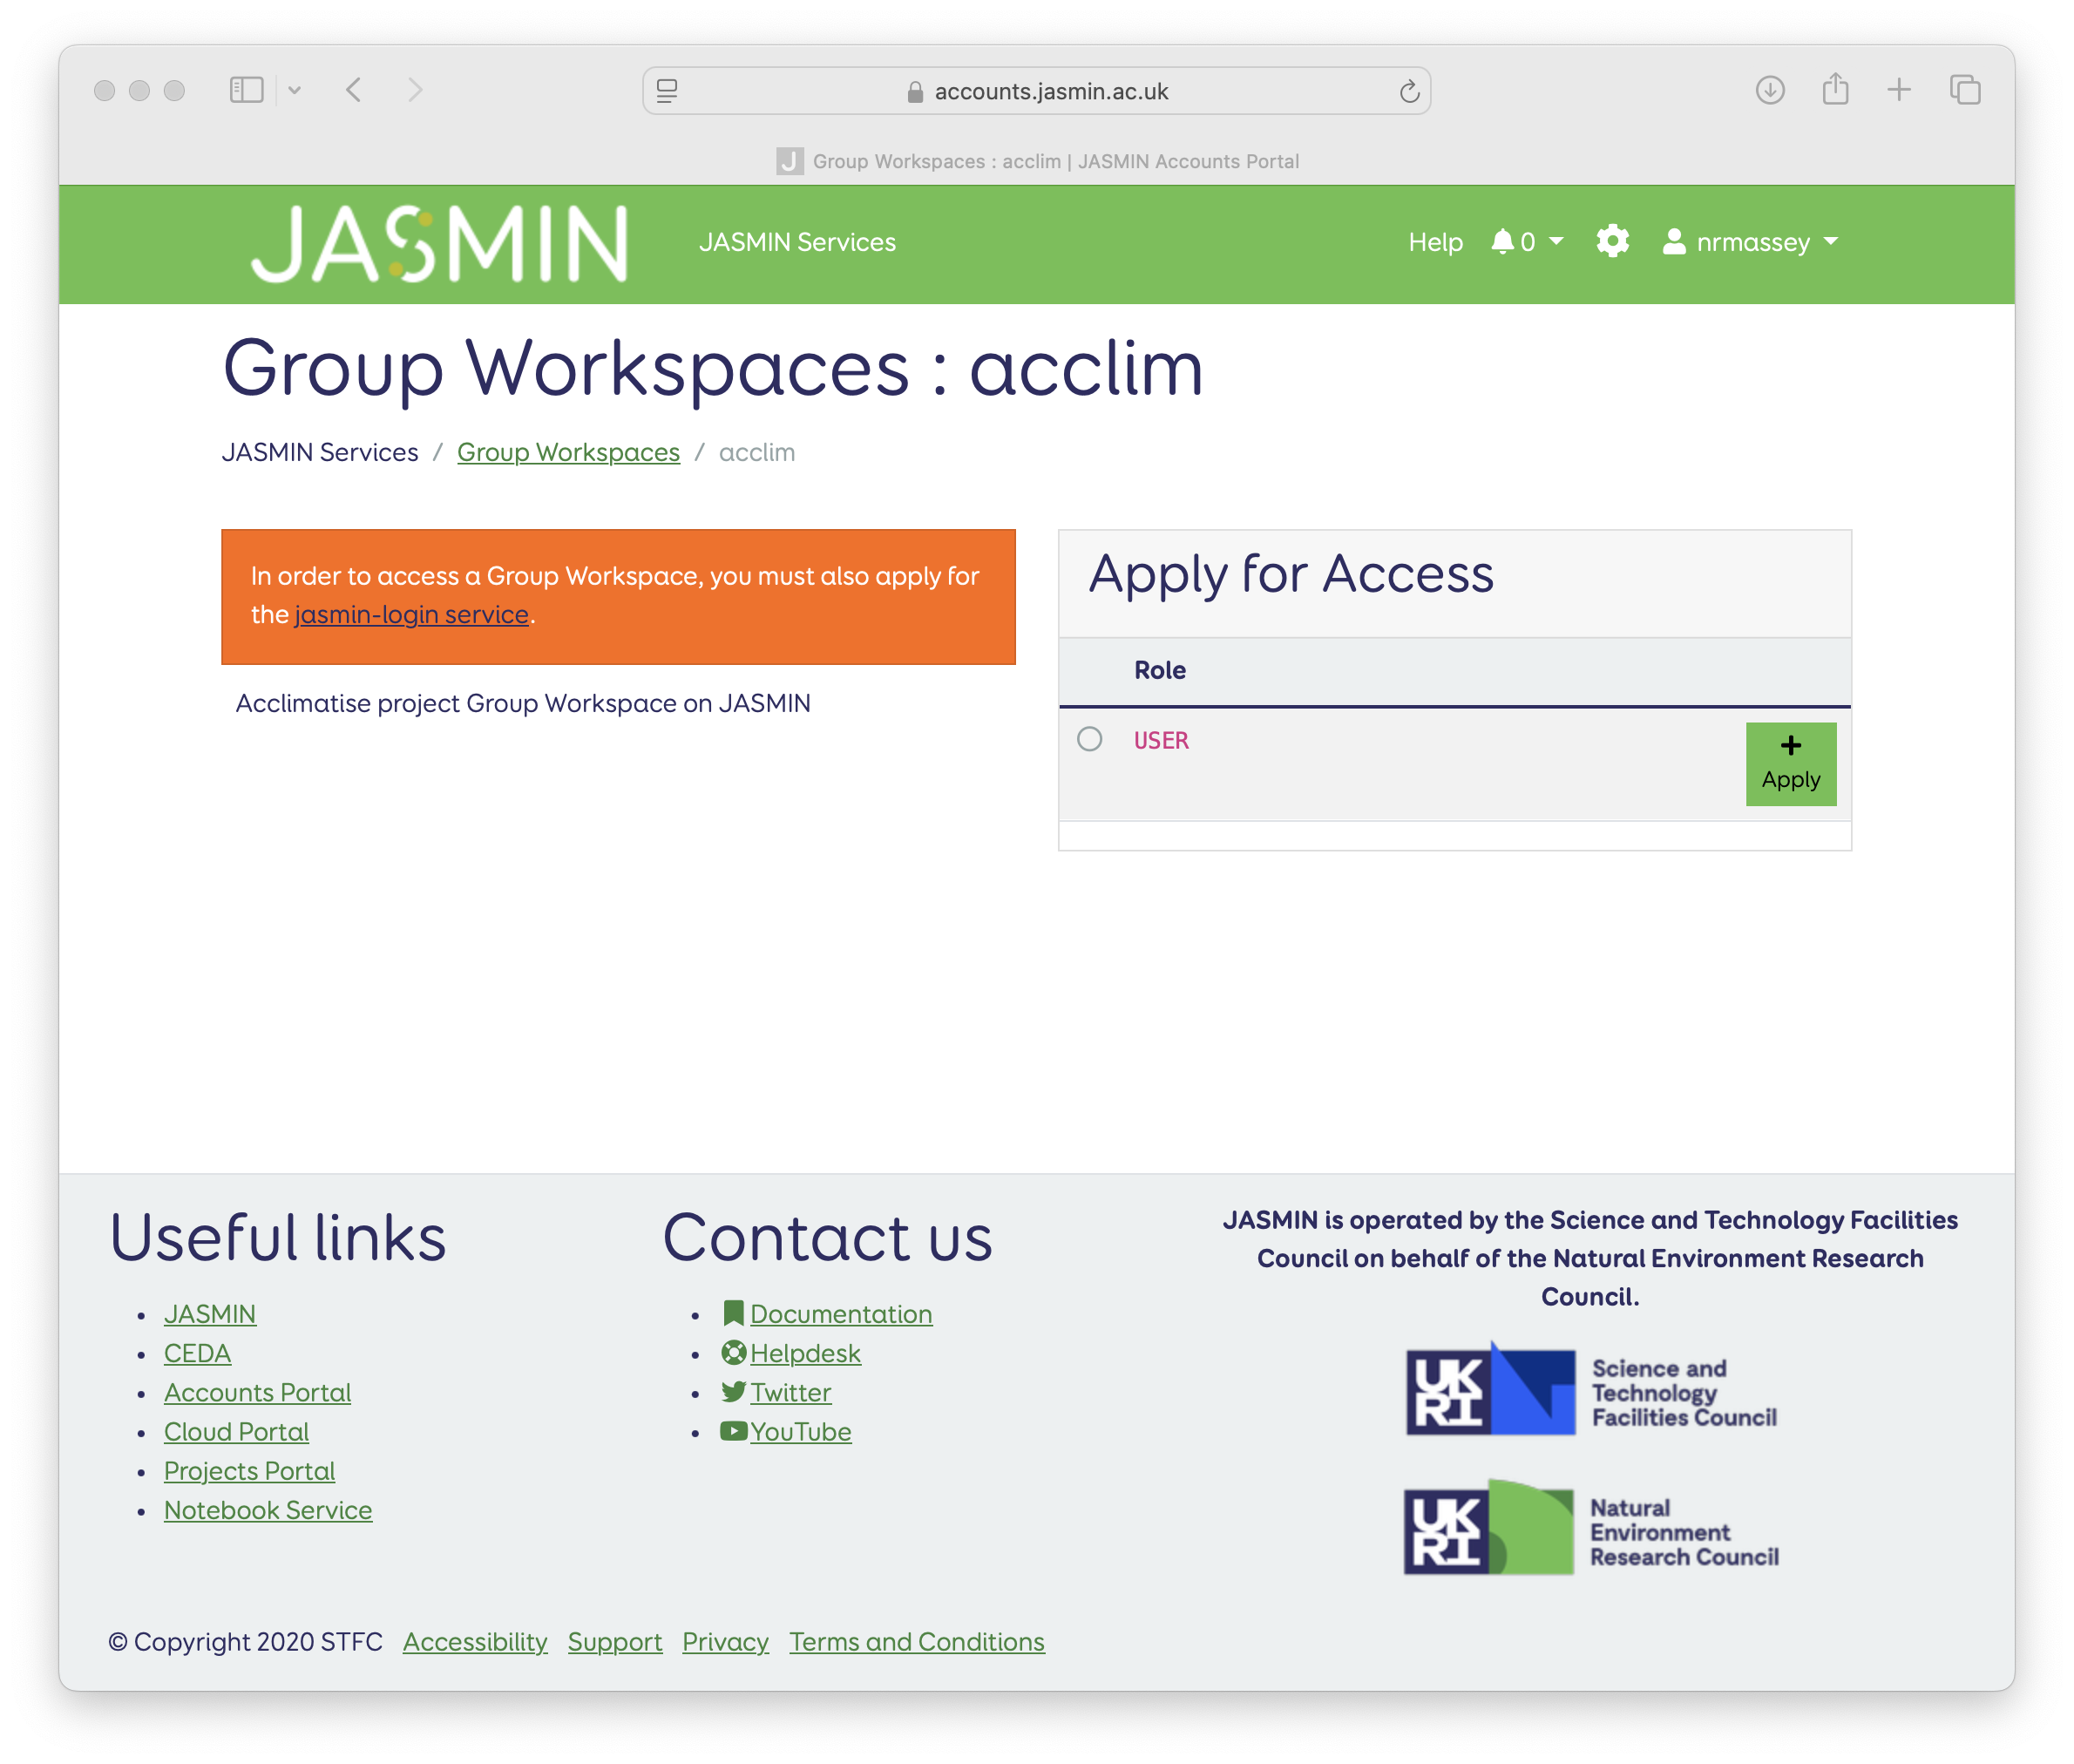 accounts.jasmin.ac.uk
J Group Workspaces : acclim | JASMIN Accounts Portal
JASMIN JASMIN Services Help 0 nrmassey
Group Workspaces : acclim
JASMIN Services / Group Workspaces / acclim
In order to access a Group Workspace, you must also apply for
the jasmin-login service.
Acclimatise project Group Workspace on JASMIN
Apply for Access
Role
USER
Apply
Useful links
JASMIN
CEDA
Accounts Portal
Cloud Portal
Projects Portal
Notebook Service
Contact us
Documentation
Helpdesk
Twitter
YouTube
JASMIN is operated by the Science and Technology Facilities
Council on behalf of the Natural Environment Research
Council.
UK
RI
Science and
Technology
Facilities Council
UK
RI
Natural
Environment
Research Council
© Copyright 2020 STFC Accessibility Support Privacy Terms and Conditions